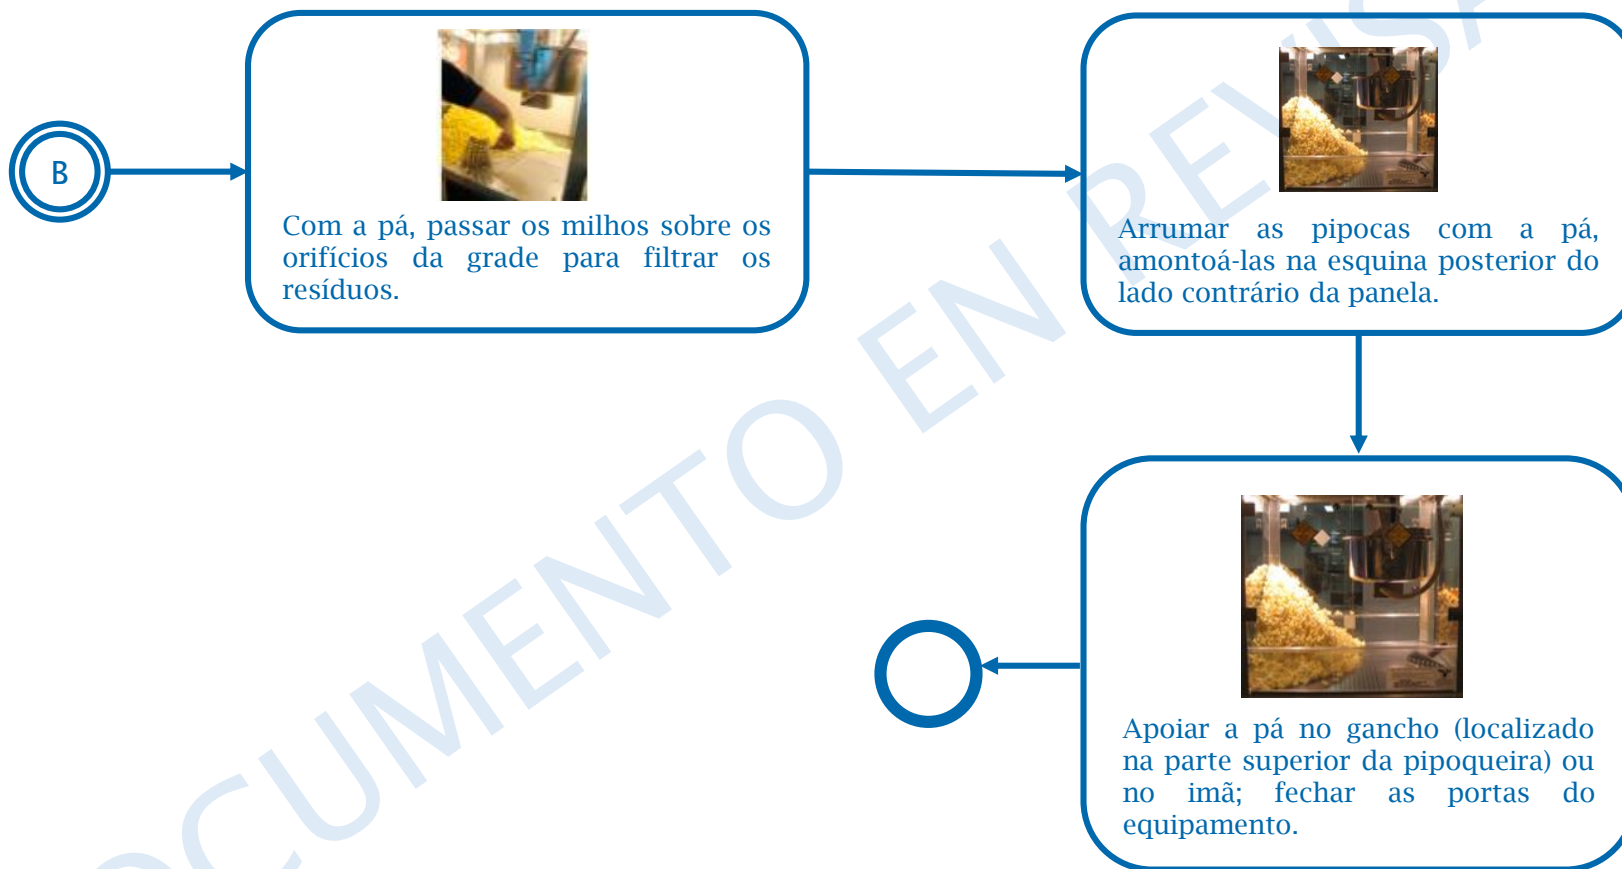 B
Com a pá, passar os milhos sobre os
orifícios da grade para filtrar os
resíduos.
Arrumar as pipocas com a pá,
amontoá-las na esquina posterior do
lado contrário da panela.
Apoiar a pá no gancho (localizado
na parte superior da pipoqueira) ou
no imã; fechar as portas do
equipamento.
OCUMENTO EN REVISA